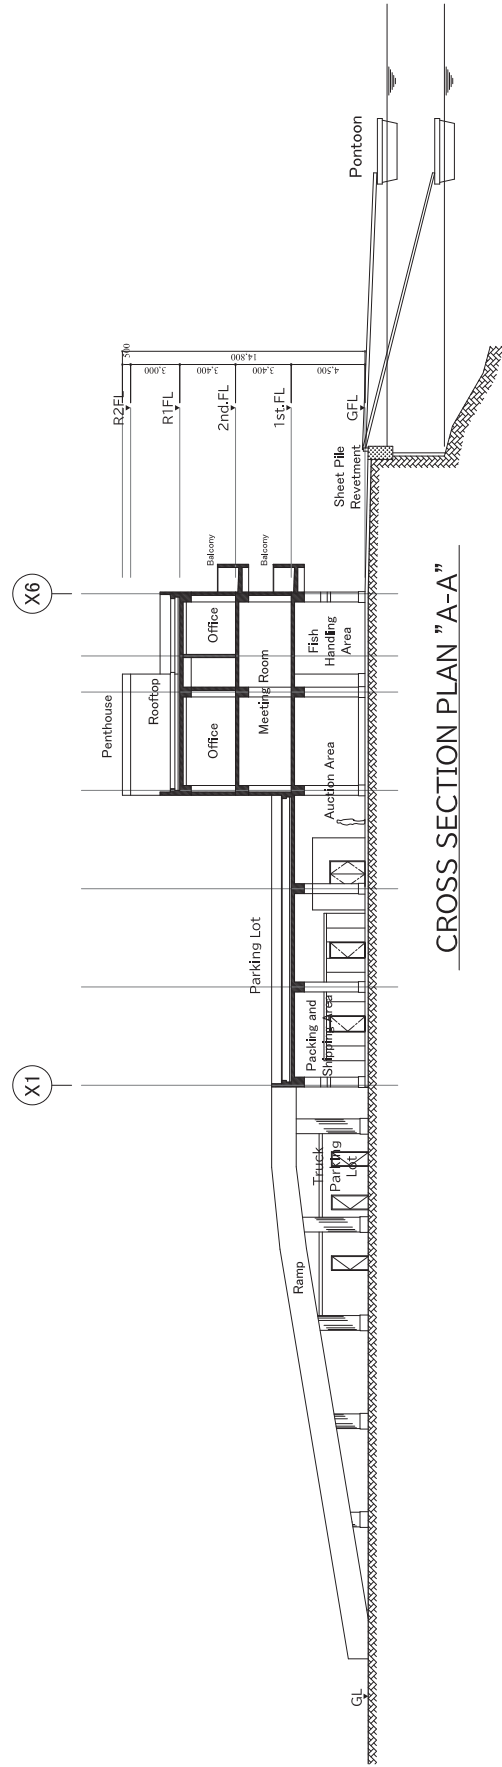 X1
X6
Penthouse
Rooftop
Office
Office
Balcony
Balcony
Meeting Room
Parking Lot
Ramp
Truck
Parking
Lot
Packing and
Shipping Area
Auction Area
Fish
Handling
Area
R2FL
R1FL
2nd.FL
1st.FL
GFL
500
3,000
3,400
3,400
4,500
14,800
Sheet Pile
Revetment
Pontoon
GL
CROSS SECTION PLAN "A-A"